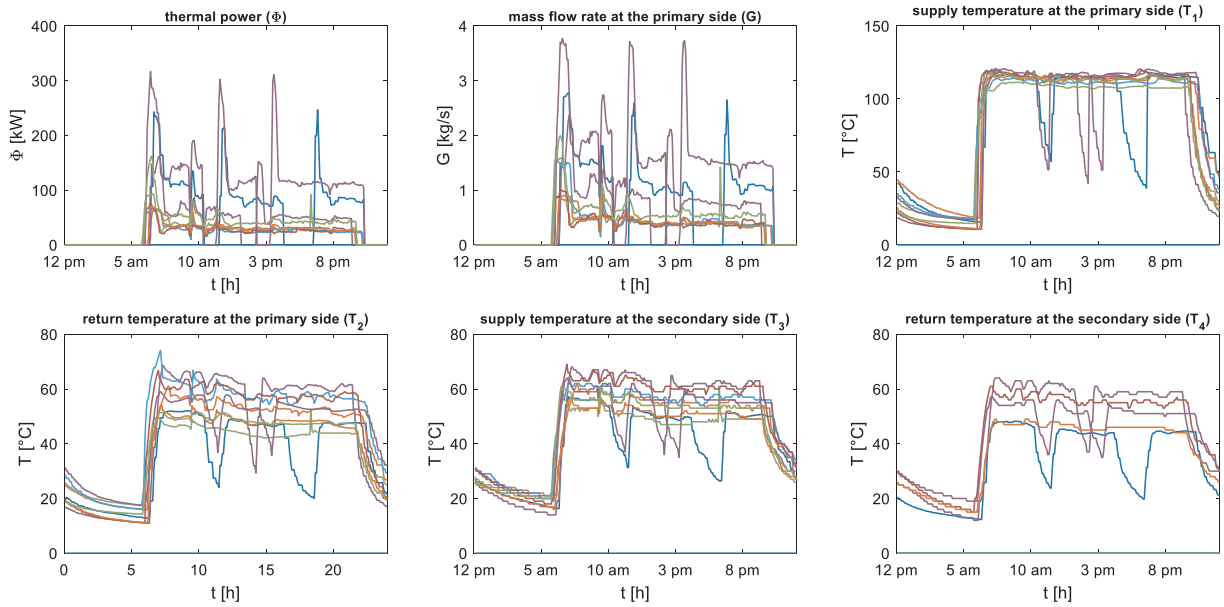 thermal power (Φ)
400
300
200
100
0
Φ [kW]
12 pm 5 am 10 am 3 pm 8 pm
t [h]
mass flow rate at the primary side (G)
4
3
2
1
0
G [kg/s]
12 pm 5 am 10 am 3 pm 8 pm
t [h]
supply temperature at the primary side (T1)
150
100
50
0
T [°C]
12 pm 5 am 10 am 3 pm 8 pm
t [h]
return temperature at the primary side (T2)
80
60
40
20
0
T [°C]
0 5 10 15 20
t [h]
supply temperature at the secondary side (T3)
80
60
40
20
0
T [°C]
12 pm 5 am 10 am 3 pm 8 pm
t [h]
return temperature at the secondary side (T4)
80
60
40
20
0
T [°C]
12 pm 5 am 10 am 3 pm 8 pm
t [h]